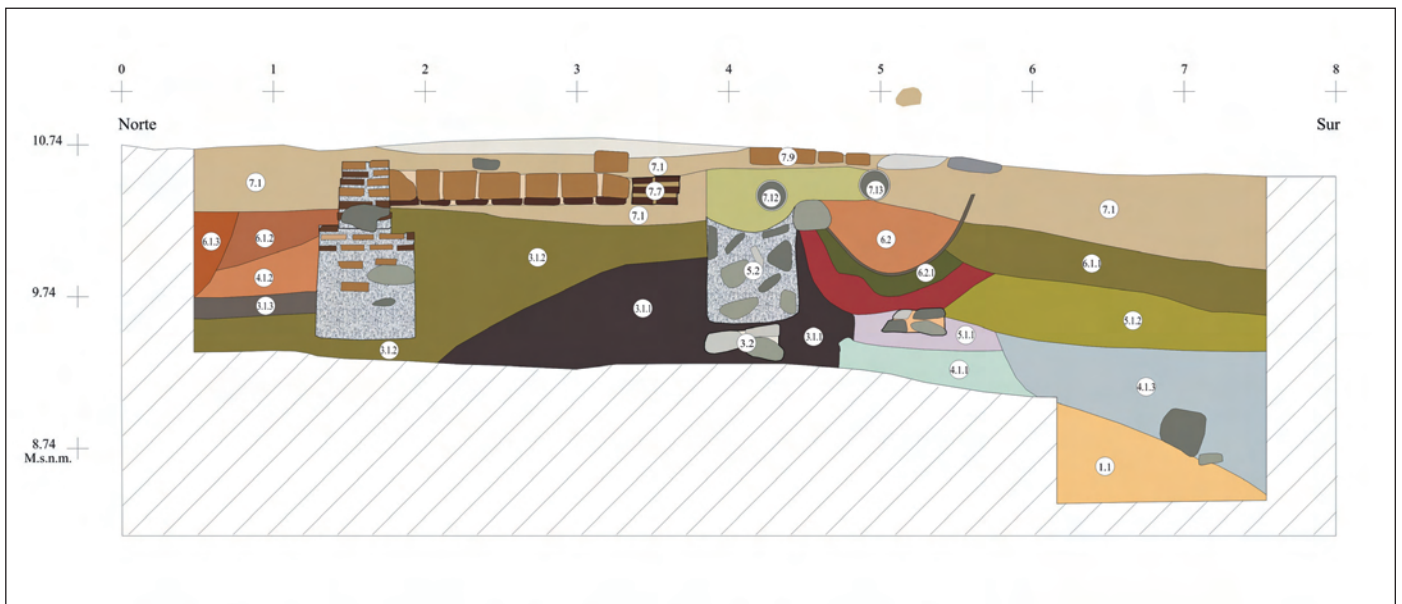 0 1 2 3 4 5 6 7 8
Norte Sur
10.74
7.1 7.9
7.1 7.7 7.12 7.13
7.1 7.1
6.1.3 6.1.2 6.2
3.1.2 5.2 6.2.1 6.1.1
4.1.2
9.74
3.1.3 3.1.1 5.1.2
3.1.2 3.2 3.1.1 5.1.1
4.1.1 4.1.3
8.74
M.s.n.m.
1.1